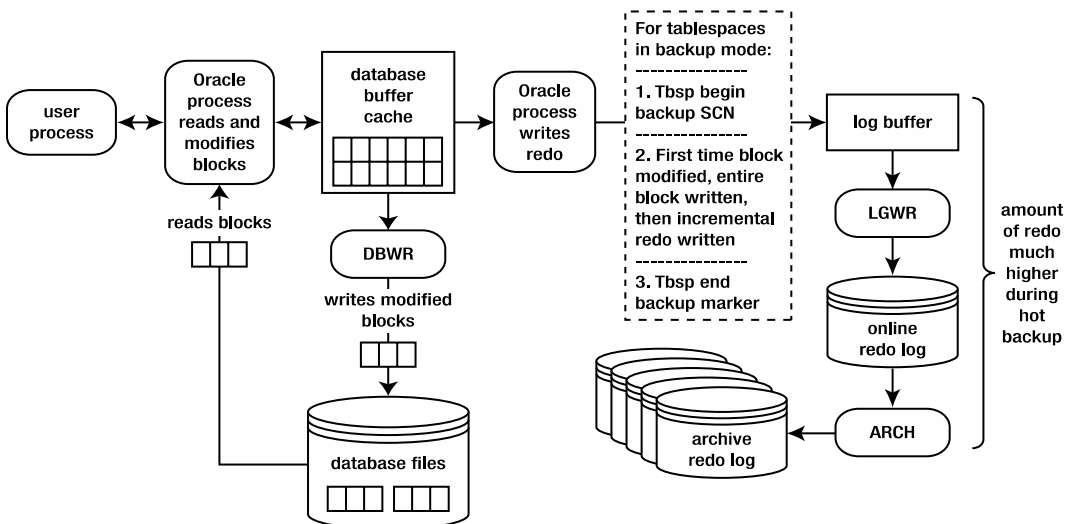 user
process
Oracle
process
reads and
modifies
blocks
reads blocks
database
buffer
cache
DBWR
writes modified
blocks
database files
Oracle
process
writes
redo
For tablespaces
in backup mode:
---------------
1. Tbsp begin
backup SCN
---------------
2. First time block
modified, entire
block written,
then incremental
redo written
---------------
3. Tbsp end
backup marker
log buffer
LGWR
online
redo log
ARCH
archive
redo log
amount
of redo
much
higher
during
hot
backup